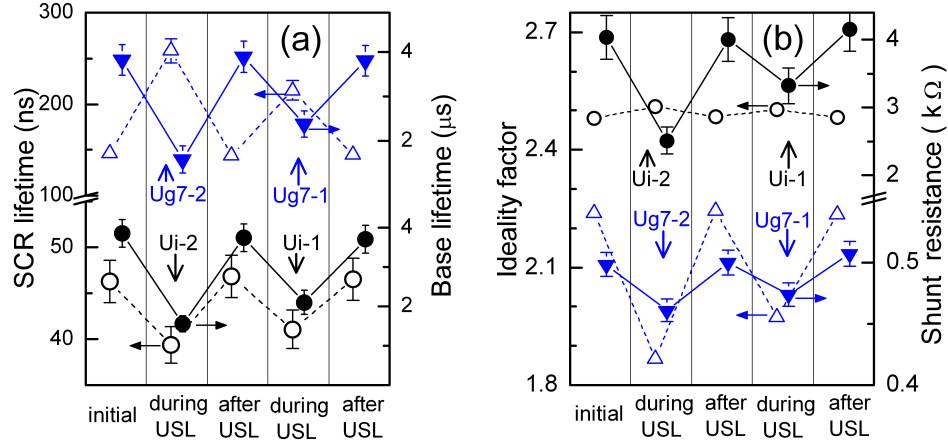 300
250
200
150
100
50
40
SCR lifetime (ns)
(a)
4
2
4
2
Base lifetime (μs)
Ug7-2
Ug7-1
Ui-2
Ui-1
initial
during
USL
after
USL
during
USL
after
USL
2.7
2.4
2.1
1.8
Ideality factor
(b)
4
3
2
0.5
0.4
Shunt resistance (kΩ)
Ui-2
Ui-1
Ug7-2
Ug7-1
initial
during
USL
after
USL
during
USL
after
USL